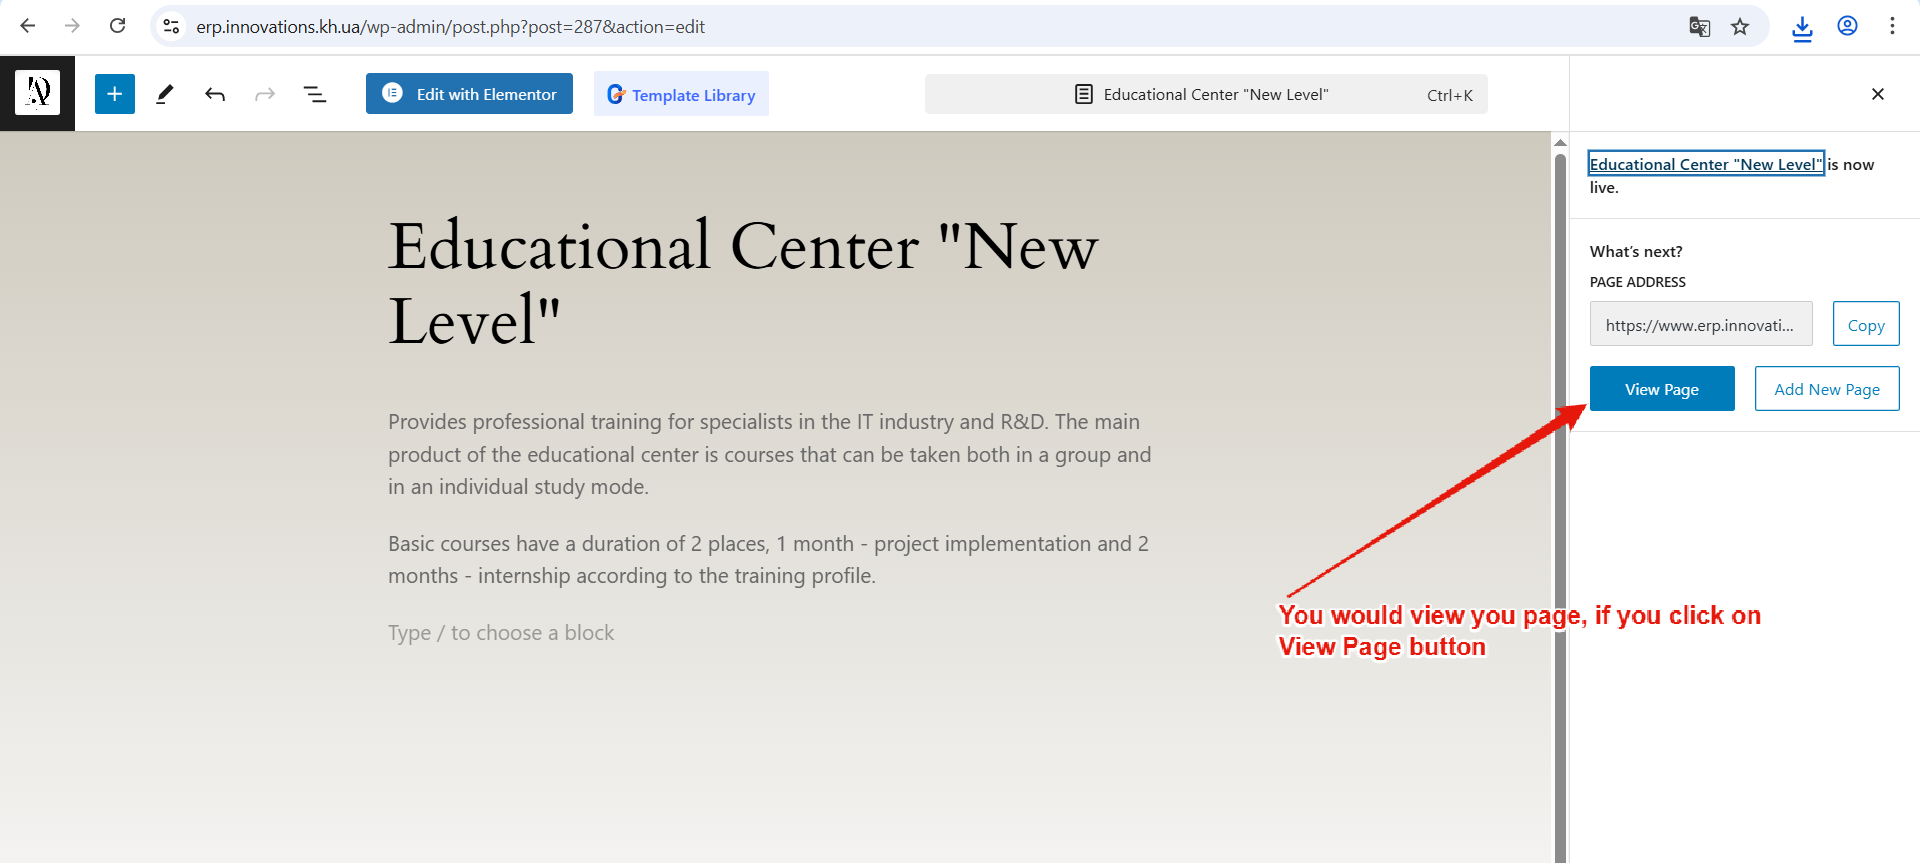 erp.innovations.kh.ua/wp-admin/post.php?post=287&action=edit
Edit with Elementor
Template Library
Educational Center "New Level"
Ctrl+K
Educational Center "New Level" is now
live.
Educational Center "New
Level"
What's next?
PAGE ADDRESS
https://www.erp.innovati...
Copy
View Page
Add New Page
Provides professional training for specialists in the IT industry and R&D. The main
product of the educational center is courses that can be taken both in a group and
in an individual study mode.
Basic courses have a duration of 2 places, 1 month - project implementation and 2
months - internship according to the training profile.
Type / to choose a block
You would view you page, if you click on
View Page button